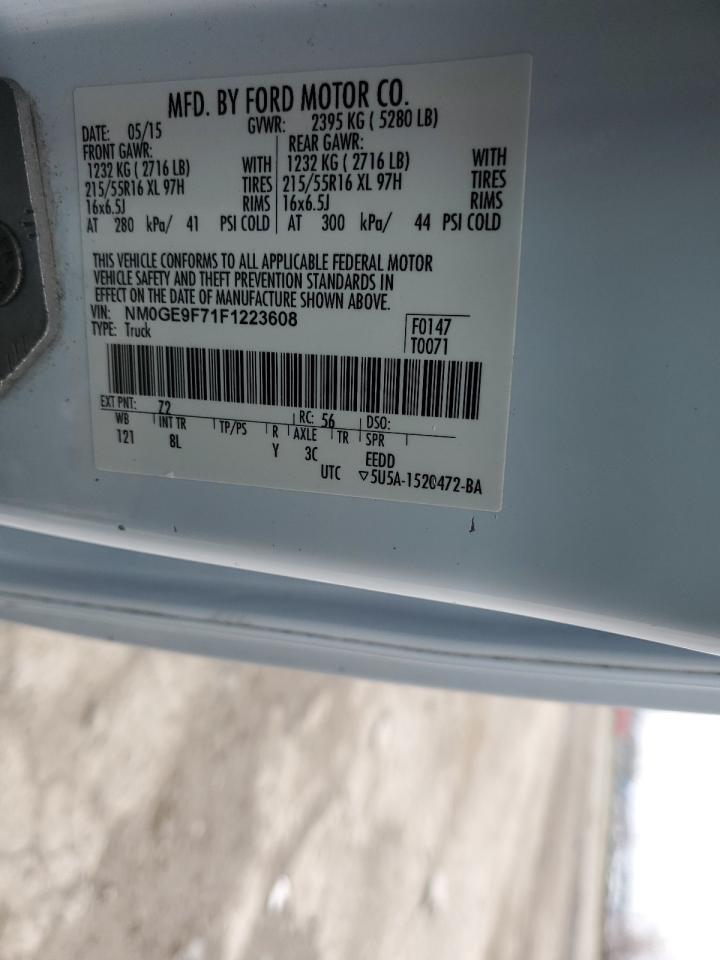 MFD. BY FORD MOTOR CO.
DATE: 05/15 GVWR: 2395 KG ( 5280 LB)
FRONT GAWR: REAR GAWR:
1232 KG ( 2716 LB) WITH 1232 KG ( 2716 LB) WITH
215/55R16 XL 97H TIRES 215/55R16 XL 97H TIRES
16x6.5J RIMS 16x6.5J RIMS
AT 280 kPa/ 41 PSI COLD AT 300 kPa/ 44 PSI COLD
THIS VEHICLE CONFORMS TO ALL APPLICABLE FEDERAL MOTOR
VEHICLE SAFETY AND THEFT PREVENTION STANDARDS IN
EFFECT ON THE DATE OF MANUFACTURE SHOWN ABOVE.
VIN: NM0GE9F71F1223608 F0147
TYPE: Truck T0071
EXT PNT: 72 RC: 56 DSO:
WB INT TR TP/PS R AXLE TR SPR
121 8L Y 3C EEDD
UTC ▽5U5A-1520472-BA